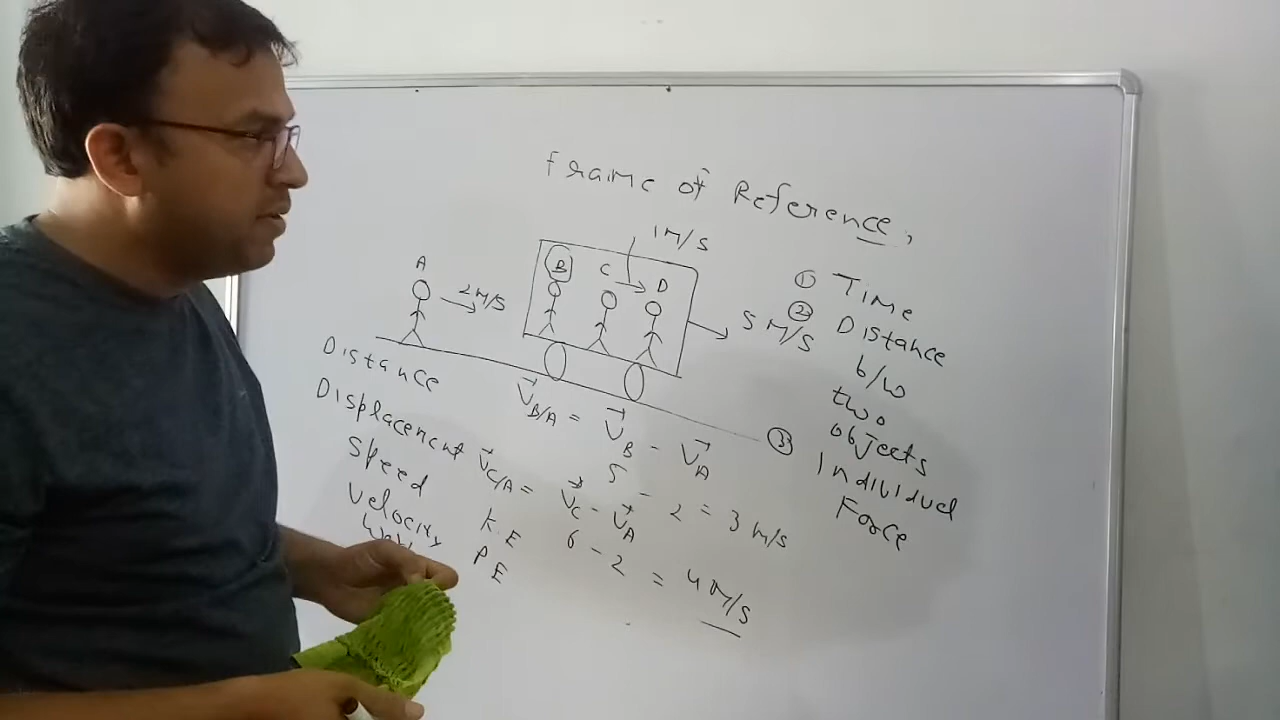 Frame of Reference,
1 M/S
A
B
C
D
2 M/S
5 M/S
① Time
② Distance
b/w
two
objects
③ Individual
Force
Distance
Displacement
Speed
Velocity
K.E
PE
V⃗B/A = V⃗B - V⃗A
5 - 2 = 3 m/s
V⃗C/A = V⃗C - V⃗A
6 - 2 = 4 M/S